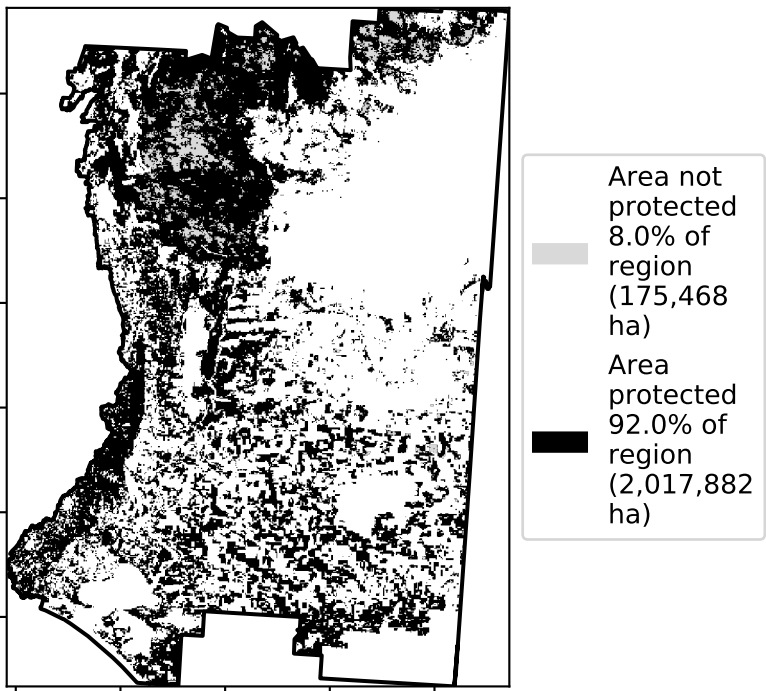 Area not
protected
8.0% of
region
(175,468
ha)
Area
protected
92.0% of
region
(2,017,882
ha)